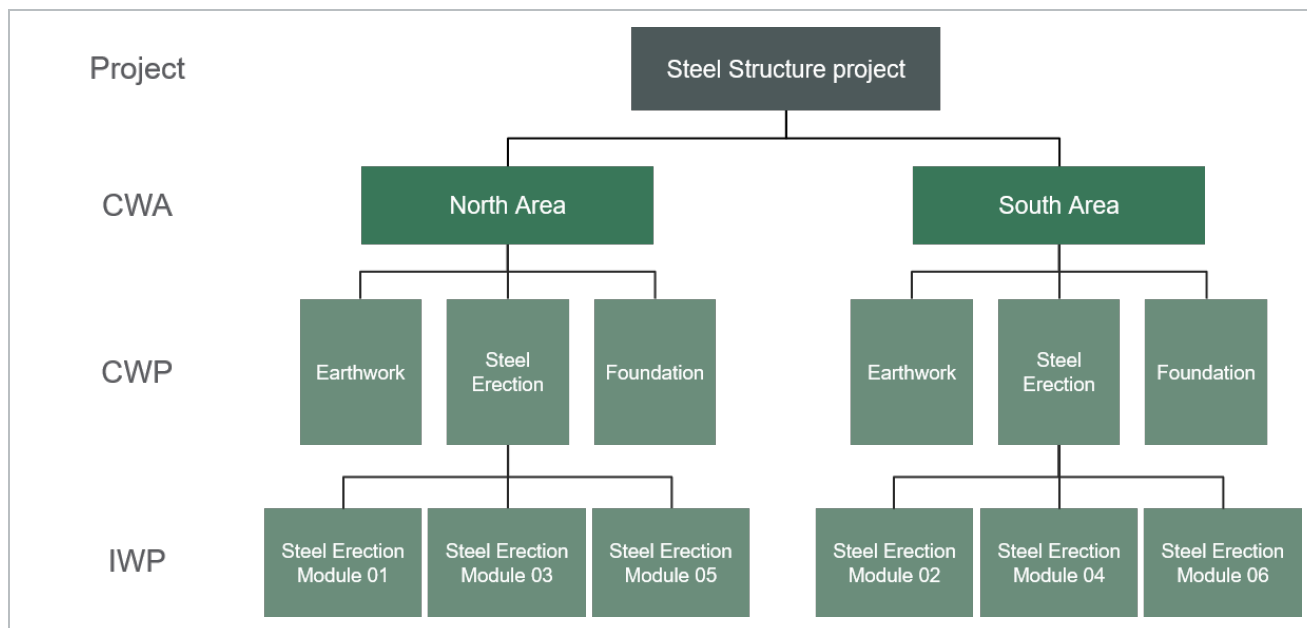 Project
Steel Structure project
CWA
North Area
South Area
CWP
Earthwork
Steel
Erection
Foundation
Earthwork
Steel
Erection
Foundation
IWP
Steel Erection
Module 01
Steel Erection
Module 03
Steel Erection
Module 05
Steel Erection
Module 02
Steel Erection
Module 04
Steel Erection
Module 06